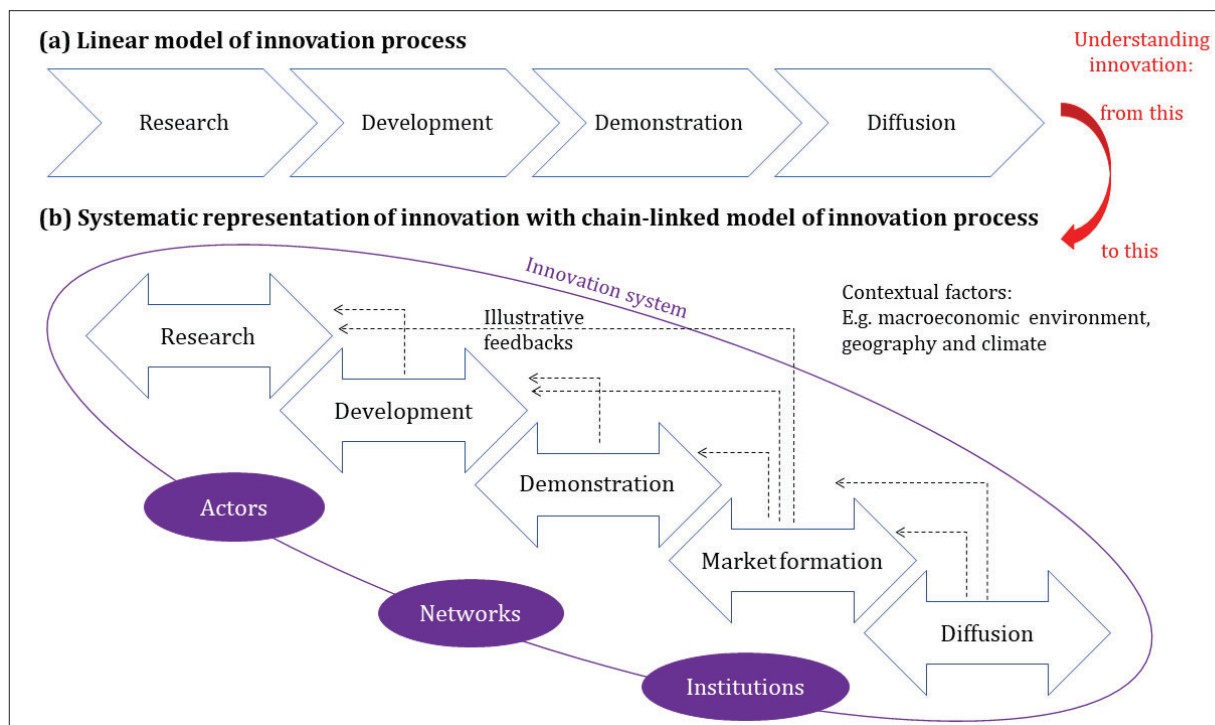 (a) Linear model of innovation process
Understanding
innovation:
Research
Development
Demonstration
Diffusion
from this
(b) Systematic representation of innovation with chain-linked model of innovation process
to this
Innovation system
Contextual factors:
E.g. macroeconomic environment,
geography and climate
Illustrative
feedbacks
Research
Development
Demonstration
Actors
Market formation
Networks
Diffusion
Institutions